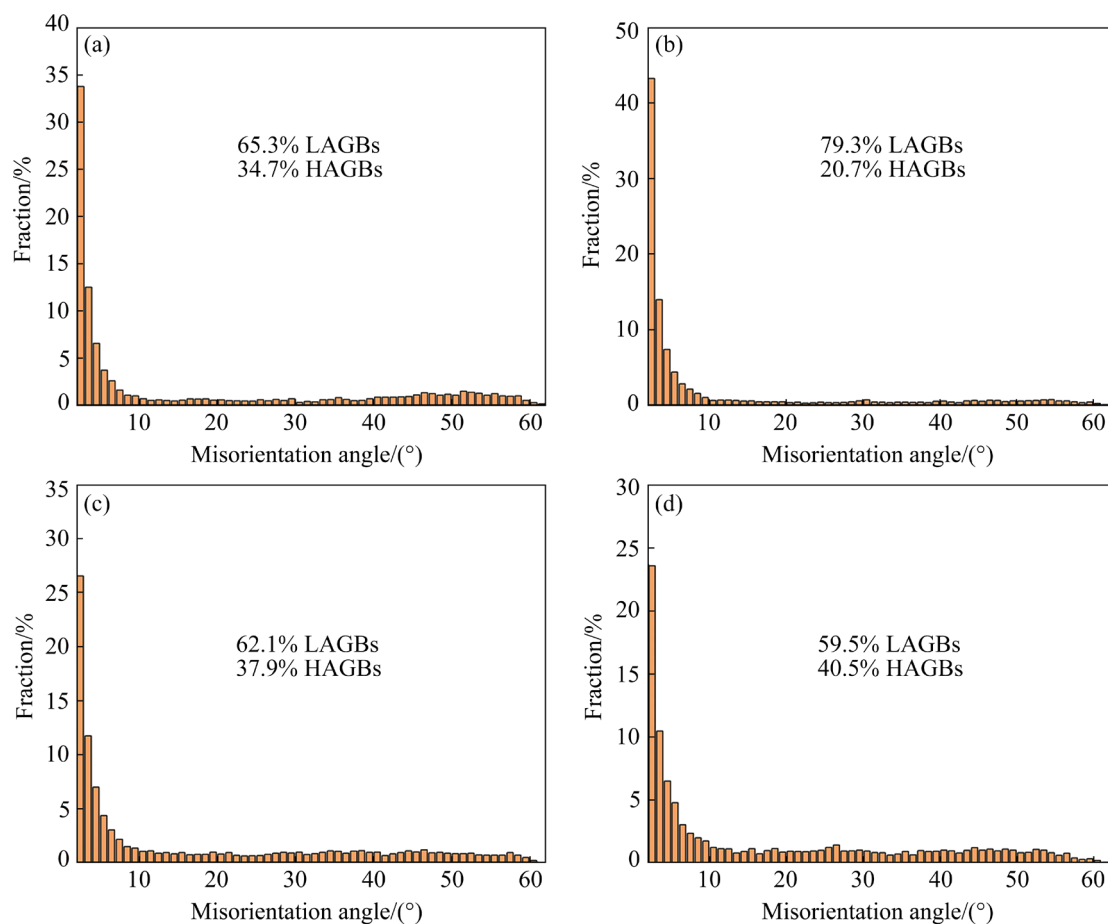 (a)
65.3% LAGBs
34.7% HAGBs
Fraction/%
40
35
30
25
20
15
10
5
0
10 20 30 40 50 60
Misorientation angle/(°)
(b)
79.3% LAGBs
20.7% HAGBs
Fraction/%
50
40
30
20
10
0
10 20 30 40 50 60
Misorientation angle/(°)
(c)
62.1% LAGBs
37.9% HAGBs
Fraction/%
35
30
25
20
15
10
5
0
10 20 30 40 50 60
Misorientation angle/(°)
(d)
59.5% LAGBs
40.5% HAGBs
Fraction/%
30
25
20
15
10
5
0
10 20 30 40 50 60
Misorientation angle/(°)